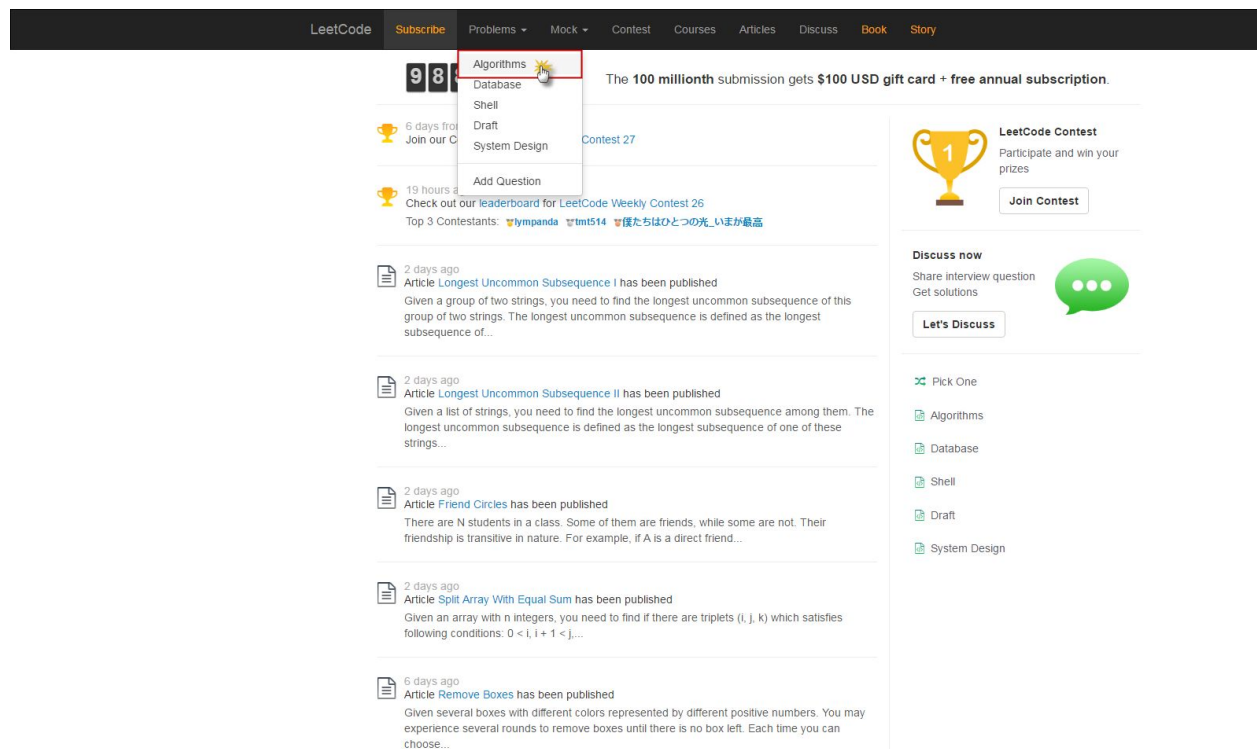 LeetCode Subscribe Problems Mock Contest Courses Articles Discuss Book Story
Algorithms
Database
Shell
Draft
System Design
Add Question
98
The 100 millionth submission gets $100 USD gift card + free annual subscription.
6 days
Join our Contest 27
19 hours
Check out our leaderboard for LeetCode Weekly Contest 26
Top 3 Contestants: lympanda tmt514 僕たちはひとつの光_いまが最高
2 days ago
Article Longest Uncommon Subsequence I has been published
Given a group of two strings, you need to find the longest uncommon subsequence of this
group of two strings. The longest uncommon subsequence is defined as the longest
subsequence of...
2 days ago
Article Longest Uncommon Subsequence II has been published
Given a list of strings, you need to find the longest uncommon subsequence among them. The
longest uncommon subsequence is defined as the longest subsequence of one of these
strings...
2 days ago
Article Friend Circles has been published
There are N students in a class. Some of them are friends, while some are not. Their
friendship is transitive in nature. For example, if A is a direct friend...
2 days ago
Article Split Array With Equal Sum has been published
Given an array with n integers, you need to find if there are triplets (i, j, k) which satisfies
following conditions: 0 < i, i + 1 < j,...
6 days ago
Article Remove Boxes has been published
Given several boxes with different colors represented by different positive numbers. You may
experience several rounds to remove boxes until there is no box left. Each time you can
choose...
1
LeetCode Contest
Participate and win your
prizes
Join Contest
Discuss now
Share interview question
Get solutions
Let's Discuss
Pick One
Algorithms
Database
Shell
Draft
System Design